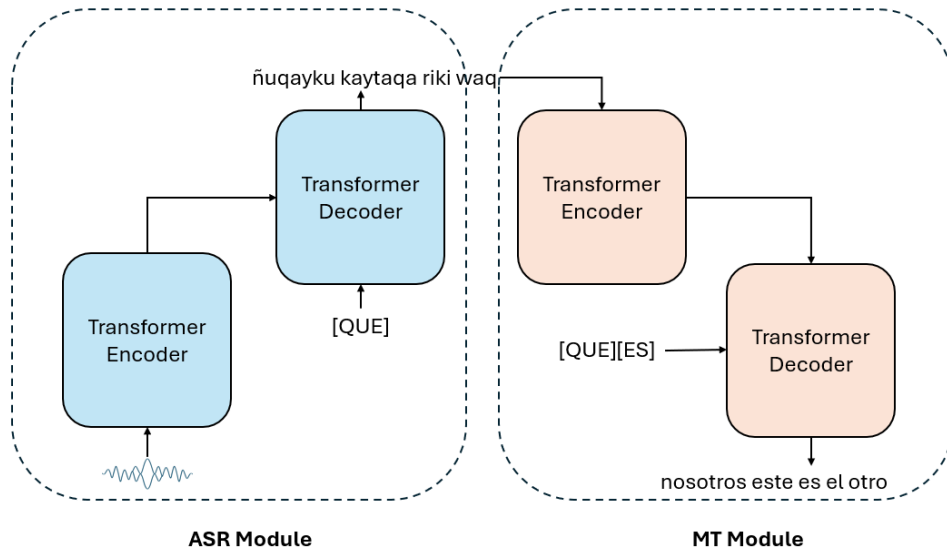 ñuqayku kaytaqa riki waq
Transformer
Decoder
Transformer
Encoder
[QUE]
Transformer
Encoder
Transformer
Decoder
[QUE][ES]
nosotros este es el otro
ASR Module
MT Module